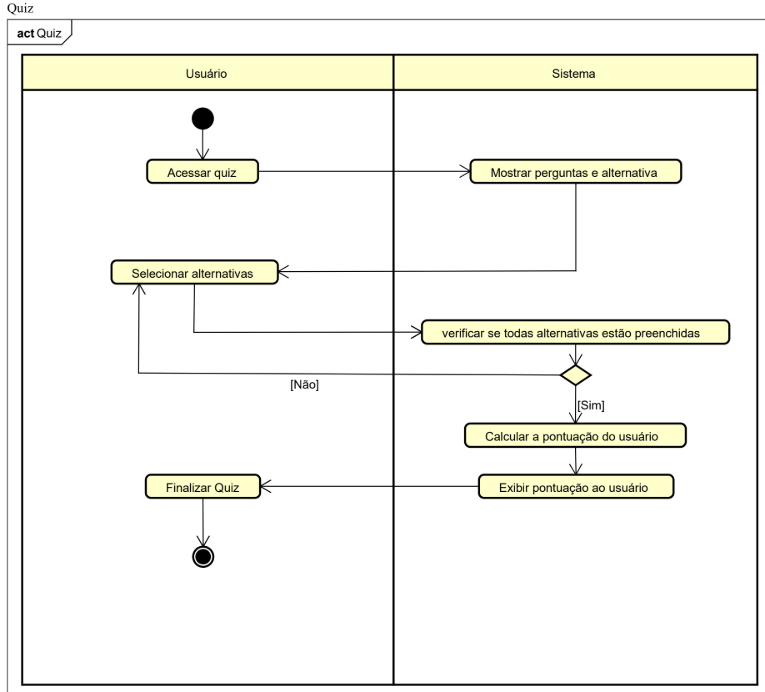 Quiz
act Quiz
Usuário
Sistema
Acessar quiz
Mostrar perguntas e alternativa
Selecionar alternativas
verificar se todas alternativas estão preenchidas
[Não]
[Sim]
Calcular a pontuação do usuário
Finalizar Quiz
Exibir pontuação ao usuário